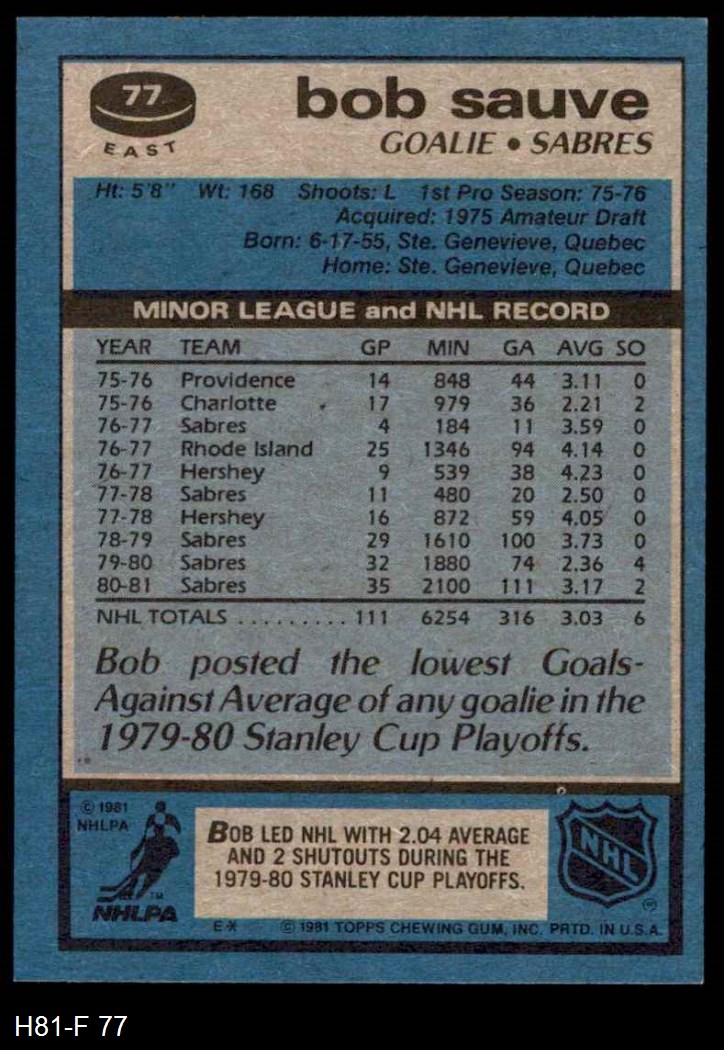 77
EAST
bob sauve
GOALIE • SABRES
Ht: 5'8" Wt: 168 Shoots: L 1st Pro Season: 75-76
Acquired: 1975 Amateur Draft
Born: 6-17-55, Ste. Genevieve, Quebec
Home: Ste. Genevieve, Quebec
MINOR LEAGUE and NHL RECORD
YEAR TEAM GP MIN GA AVG SO
75-76 Providence 14 848 44 3.11 0
75-76 Charlotte 17 979 36 2.21 2
76-77 Sabres 4 184 11 3.59 0
76-77 Rhode Island 25 1346 94 4.14 0
76-77 Hershey 9 539 38 4.23 0
77-78 Sabres 11 480 20 2.50 0
77-78 Hershey 16 872 59 4.05 0
78-79 Sabres 29 1610 100 3.73 0
79-80 Sabres 32 1880 74 2.36 4
80-81 Sabres 35 2100 111 3.17 2
NHL TOTALS . . . . . . . . . 111 6254 316 3.03 6
Bob posted the lowest Goals-
Against Average of any goalie in the
1979-80 Stanley Cup Playoffs.
© 1981
NHLPA
TM
NHLPA
BOB LED NHL WITH 2.04 AVERAGE
AND 2 SHUTOUTS DURING THE
1979-80 STANLEY CUP PLAYOFFS.
NHL
E* © 1981 TOPPS CHEWING GUM, INC. PRTD. IN U.S.A.
H81-F 77